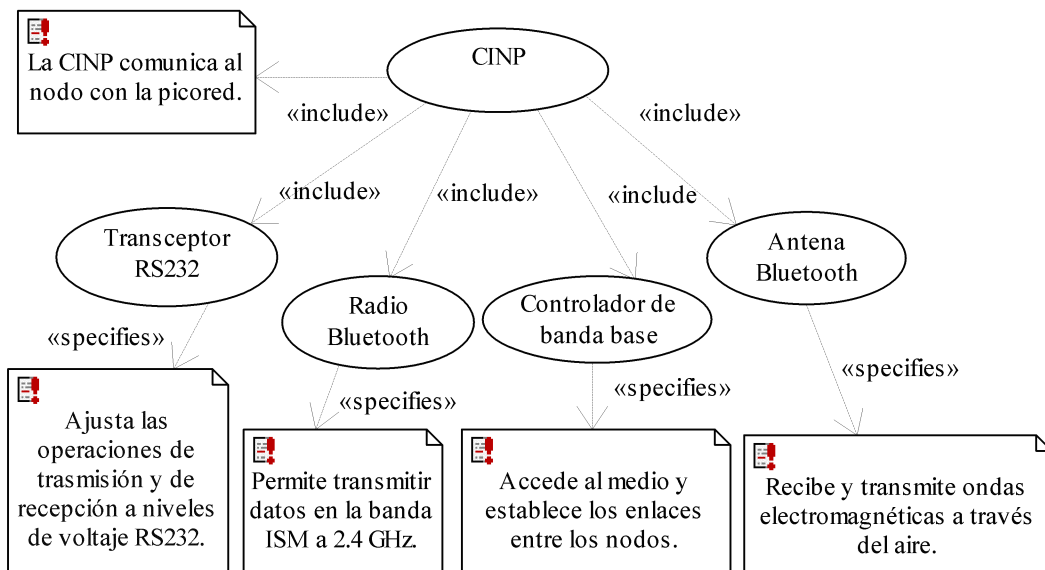 La CINP comunica al
nodo con la picored.
CINP
«include»
«include»
«include»
«include»
«include
«include»
Transceptor
RS232
Radio
Bluetooth
Controlador de
banda base
Antena
Bluetooth
«specifies»
«specifies»
«specifies»
«specifies»
Ajusta las
operaciones de
trasmisión y de
recepción a niveles
de voltaje RS232.
Permite transmitir
datos en la banda
ISM a 2.4 GHz.
Accede al medio y
establece los enlaces
entre los nodos.
Recibe y transmite ondas
electromagnéticas a través
del aire.